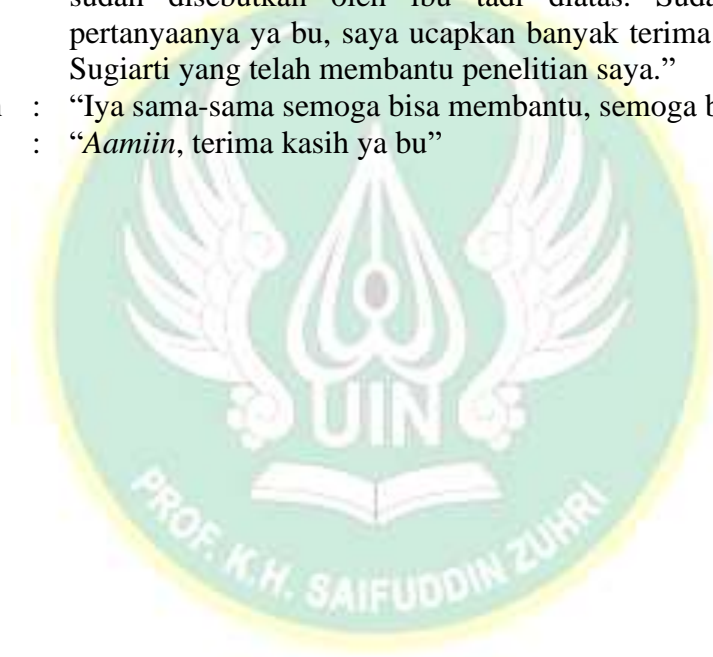 sudah disebutkan oleh ibu tadi diatas. Suda
pertanyaanya ya bu, saya ucapkan banyak terima
Sugiarti yang telah membantu penelitian saya.”
: “Iya sama-sama semoga bisa membantu, semoga b
: “Aamiin, terima kasih ya bu”
UIN
PROF. K.H. SAIFUDDIN ZUHRI